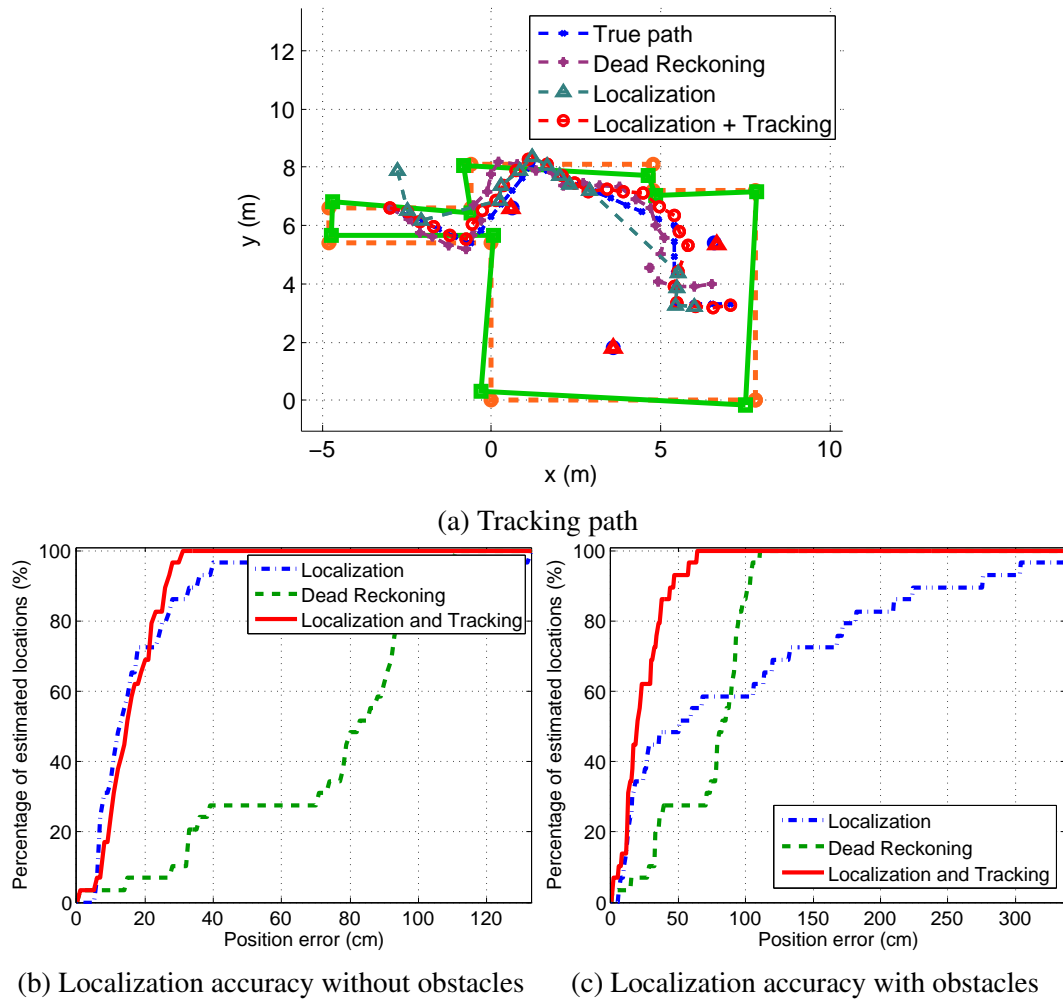 12
10
8
6
4
2
0
y (m)
−5
0
5
10
x (m)
True path
Dead Reckoning
Localization
Localization + Tracking
(a) Tracking path
100
80
60
40
20
0
Percentage of estimated locations (%)
Localization
Dead Reckoning
Localization and Tracking
20
40
60
80
100
120
Position error (cm)
100
80
60
40
20
0
Percentage of estimated locations (%)
Localization
Dead Reckoning
Localization and Tracking
0
50
100
150
200
250
300
Position error (cm)
(b) Localization accuracy without obstacles
(c) Localization accuracy with obstacles